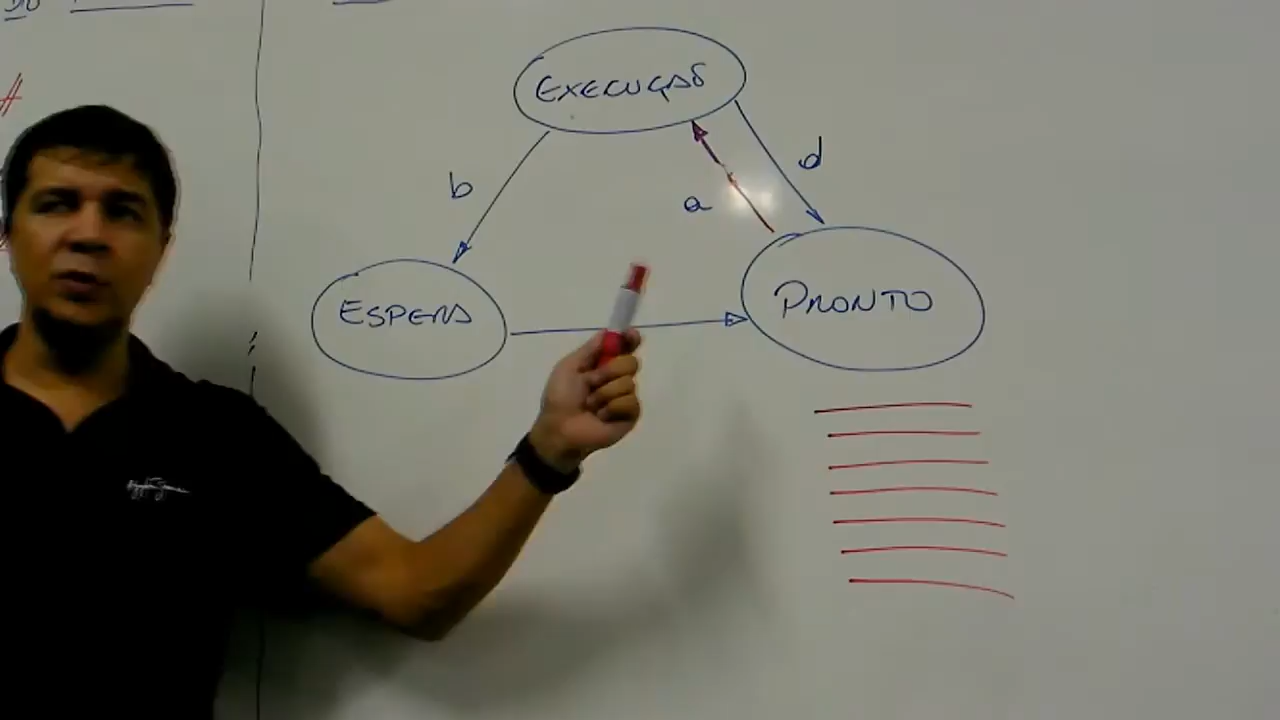 EXECUÇÃO
b
d
a
ESPERA
PRONTO